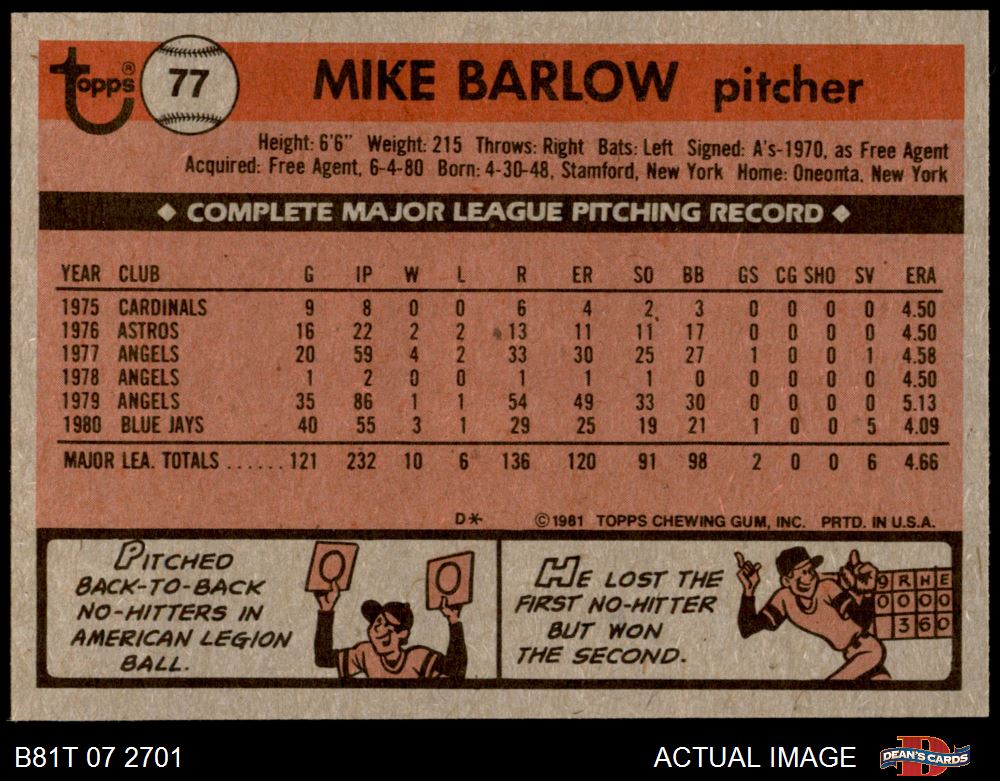 Topps® 77 MIKE BARLOW pitcher
Height: 6'6" Weight: 215 Throws: Right Bats: Left Signed: A's-1970, as Free Agent
Acquired: Free Agent, 6-4-80 Born: 4-30-48, Stamford, New York Home: Oneonta, New York
◆ COMPLETE MAJOR LEAGUE PITCHING RECORD ◆
YEAR CLUB G IP W L R ER SO BB GS CG SHO SV ERA
1975 CARDINALS 9 8 0 0 6 4 2 3 0 0 0 0 4.50
1976 ASTROS 16 22 2 2 13 11 11 17 0 0 0 0 4.50
1977 ANGELS 20 59 4 2 33 30 25 27 1 0 0 1 4.58
1978 ANGELS 1 2 0 0 1 1 1 0 0 0 0 0 4.50
1979 ANGELS 35 86 1 1 54 49 33 30 0 0 0 0 5.13
1980 BLUE JAYS 40 55 3 1 29 25 19 21 1 0 0 5 4.09
MAJOR LEA. TOTALS ...... 121 232 10 6 136 120 91 98 2 0 0 6 4.66
D* ©1981 TOPPS CHEWING GUM, INC. PRTD. IN U.S.A.
PITCHED
BACK-TO-BACK
NO-HITTERS IN
AMERICAN LEGION
BALL.
0 0
HE LOST THE
FIRST NO-HITTER
BUT WON
THE SECOND.
9 R H E
0 0 0 0
3 6 0
B81T 07 2701 ACTUAL IMAGE DEAN'S CARDS